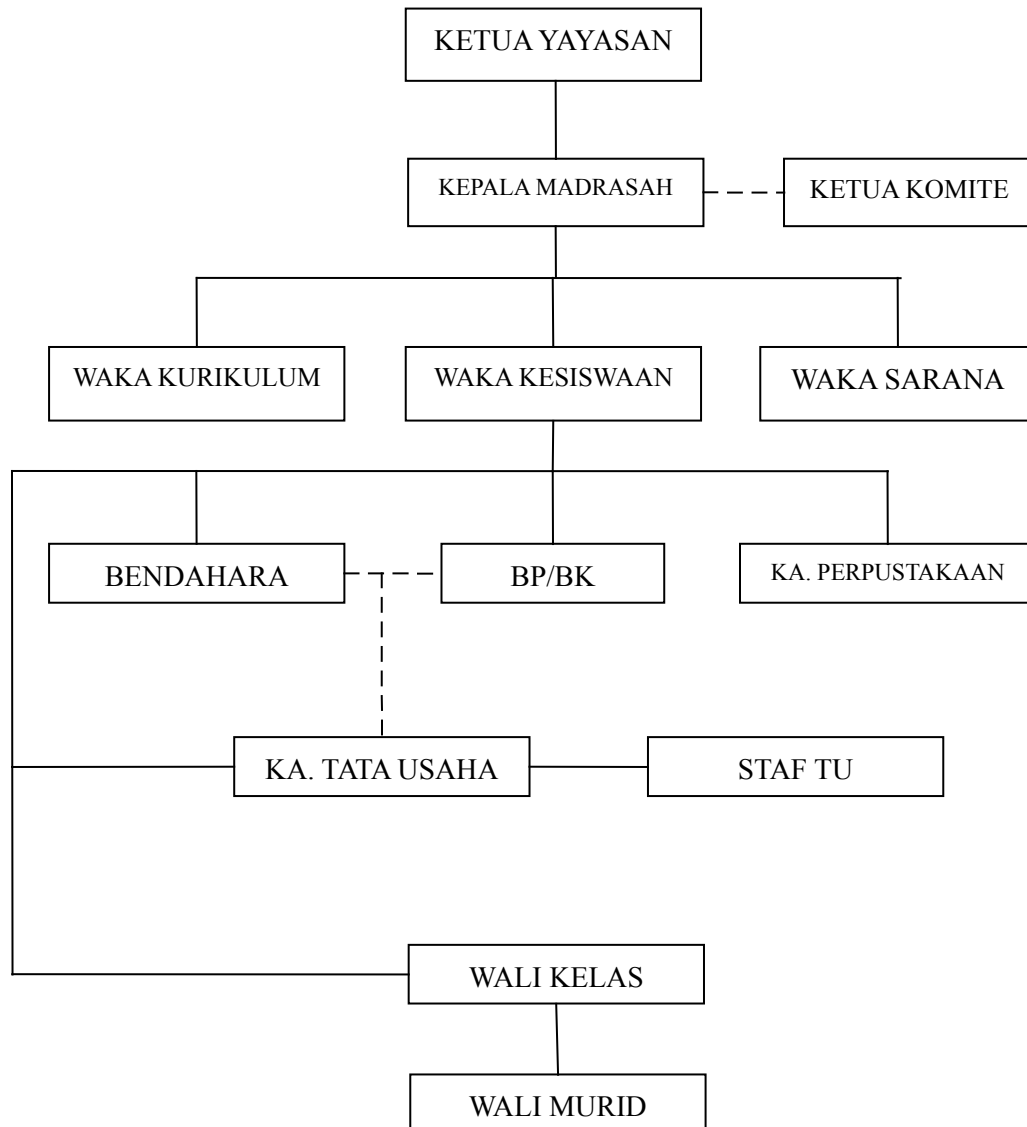 KETUA YAYASAN
KEPALA MADRASAH
KETUA KOMITE
WAKA KURIKULUM
WAKA KESISWAAN
WAKA SARANA
BENDAHARA
BP/BK
KA. PERPUSTAKAAN
KA. TATA USAHA
STAF TU
WALI KELAS
WALI MURID